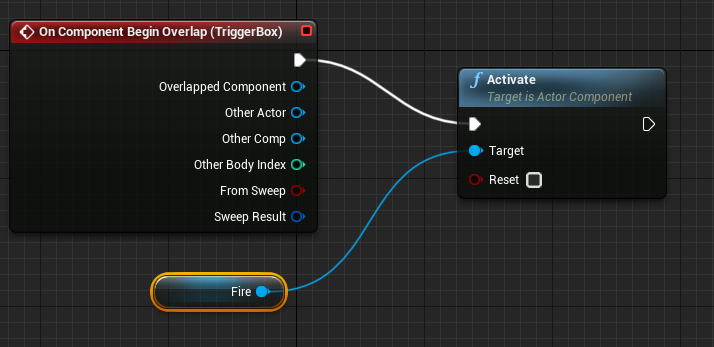 On Component Begin Overlap (TriggerBox)
Overlapped Component
Other Actor
Other Comp
Other Body Index
From Sweep
Sweep Result
Fire
f Activate
Target is Actor Component
Target
Reset